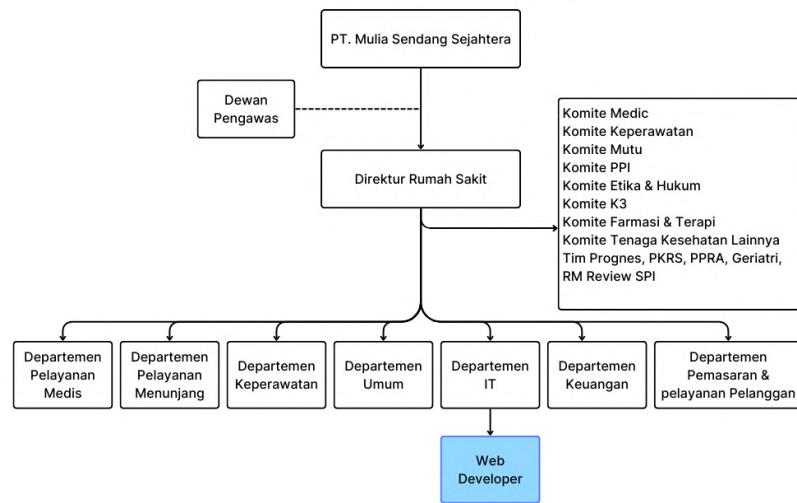 PT. Mulia Sendang Sejahtera
Dewan
Pengawas
Direktur Rumah Sakit
Komite Medic
Komite Keperawatan
Komite Mutu
Komite PPI
Komite Etika & Hukum
Komite K3
Komite Farmasi & Terapi
Komite Tenaga Kesehatan Lainnya
Tim Prognes, PKRS, PPRA, Geriatri,
RM Review SPI
Departemen
Pelayanan
Medis
Departemen
Pelayanan
Menunjang
Departemen
Keperawatan
Departemen
Umum
Departemen
IT
Departemen
Keuangan
Departemen
Pemasaran &
pelayanan Pelanggan
Web
Developer